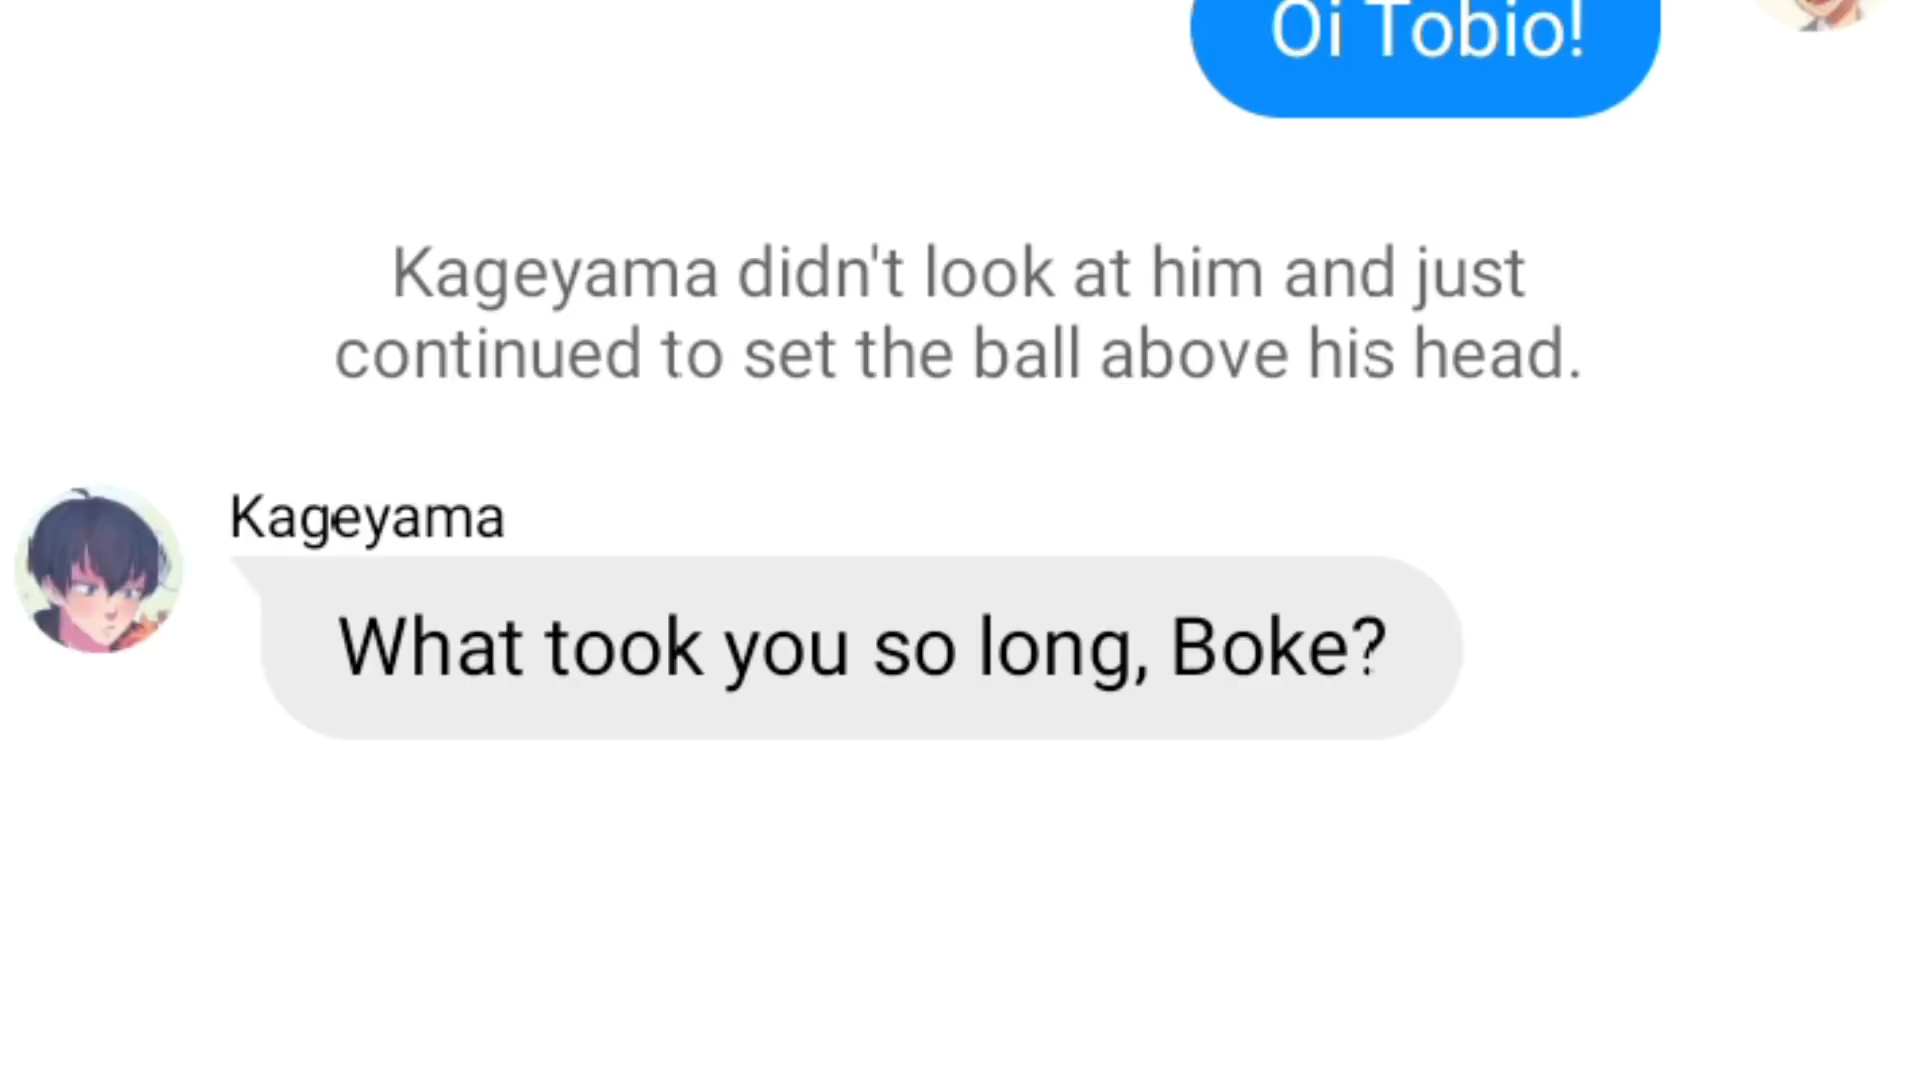 Oi Tobio!
Kageyama didn't look at him and just
continued to set the ball above his head.
Kageyama
What took you so long, Boke?